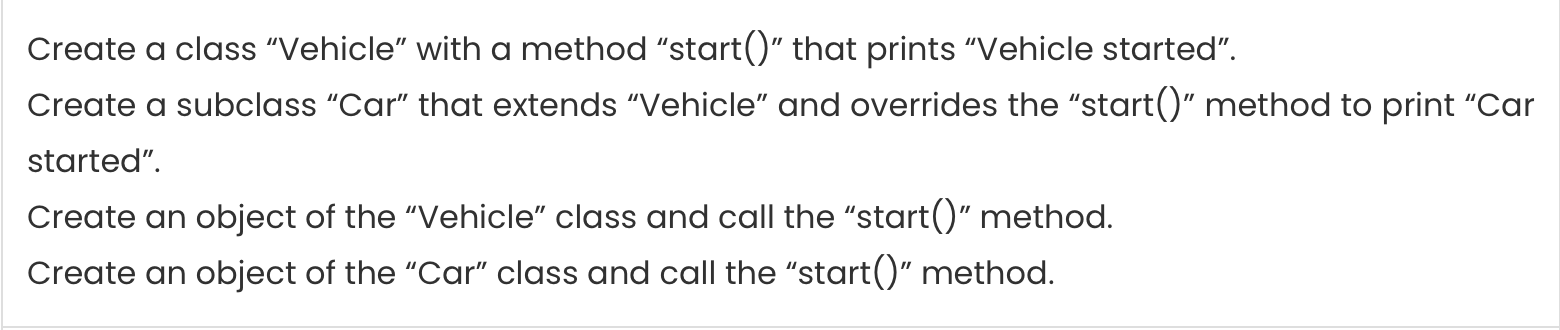 Create a class “Vehicle” with a method “start()” that prints “Vehicle started”.
Create a subclass “Car” that extends “Vehicle” and overrides the “start()” method to print “Car
started”.
Create an object of the “Vehicle” class and call the “start()” method.
Create an object of the “Car” class and call the “start()” method.